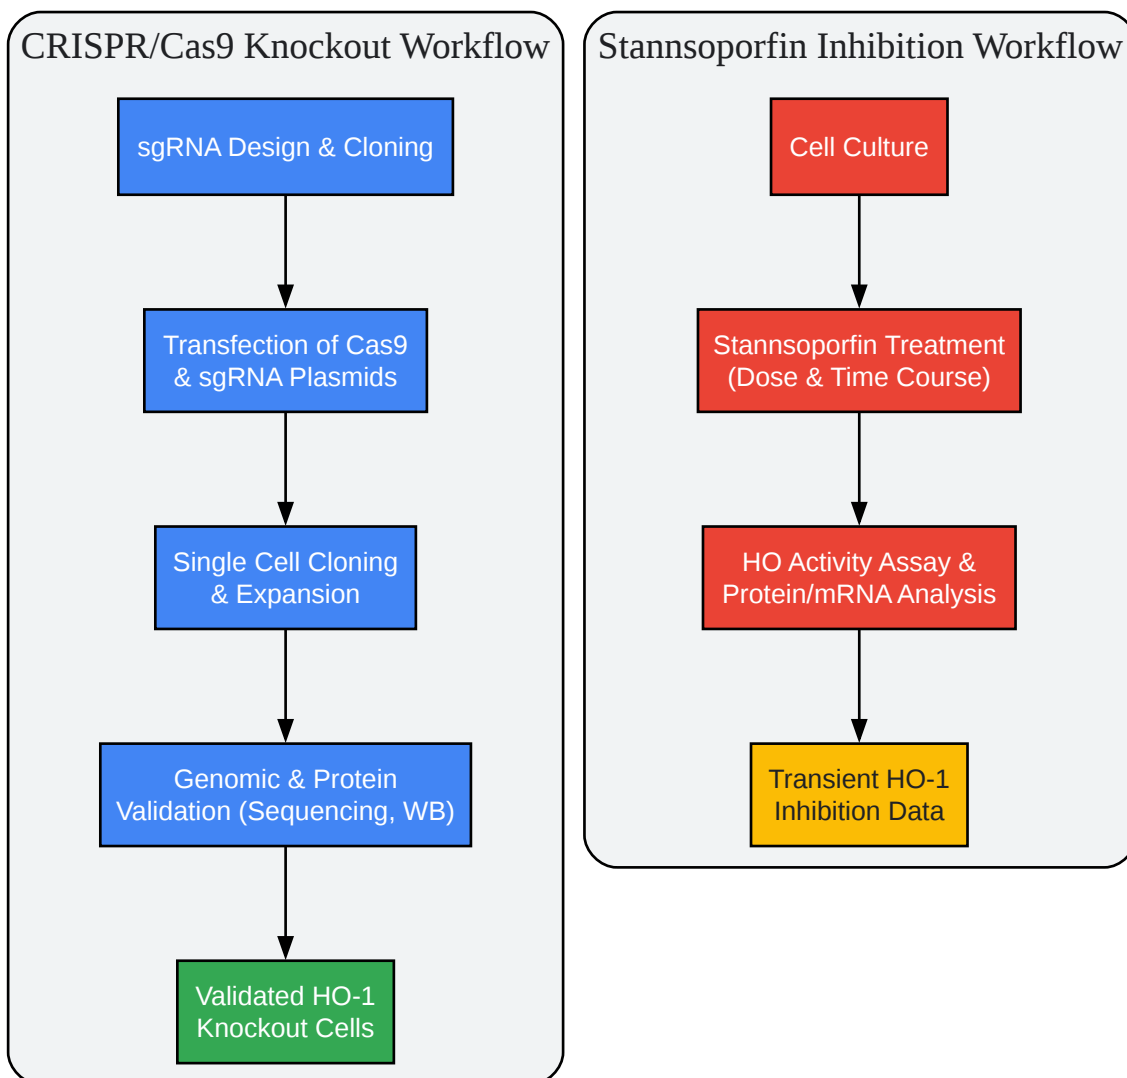 CRISPR/Cas9 Knockout Workflow
sgRNA Design & Cloning
Transfection of Cas9
& sgRNA Plasmids
Single Cell Cloning
& Expansion
Genomic & Protein
Validation (Sequencing, WB)
Validated HO-1
Knockout Cells
Stannsoporfin Inhibition Workflow
Cell Culture
Stannsoporfin Treatment
(Dose & Time Course)
HO Activity Assay &
Protein/mRNA Analysis
Transient HO-1
Inhibition Data